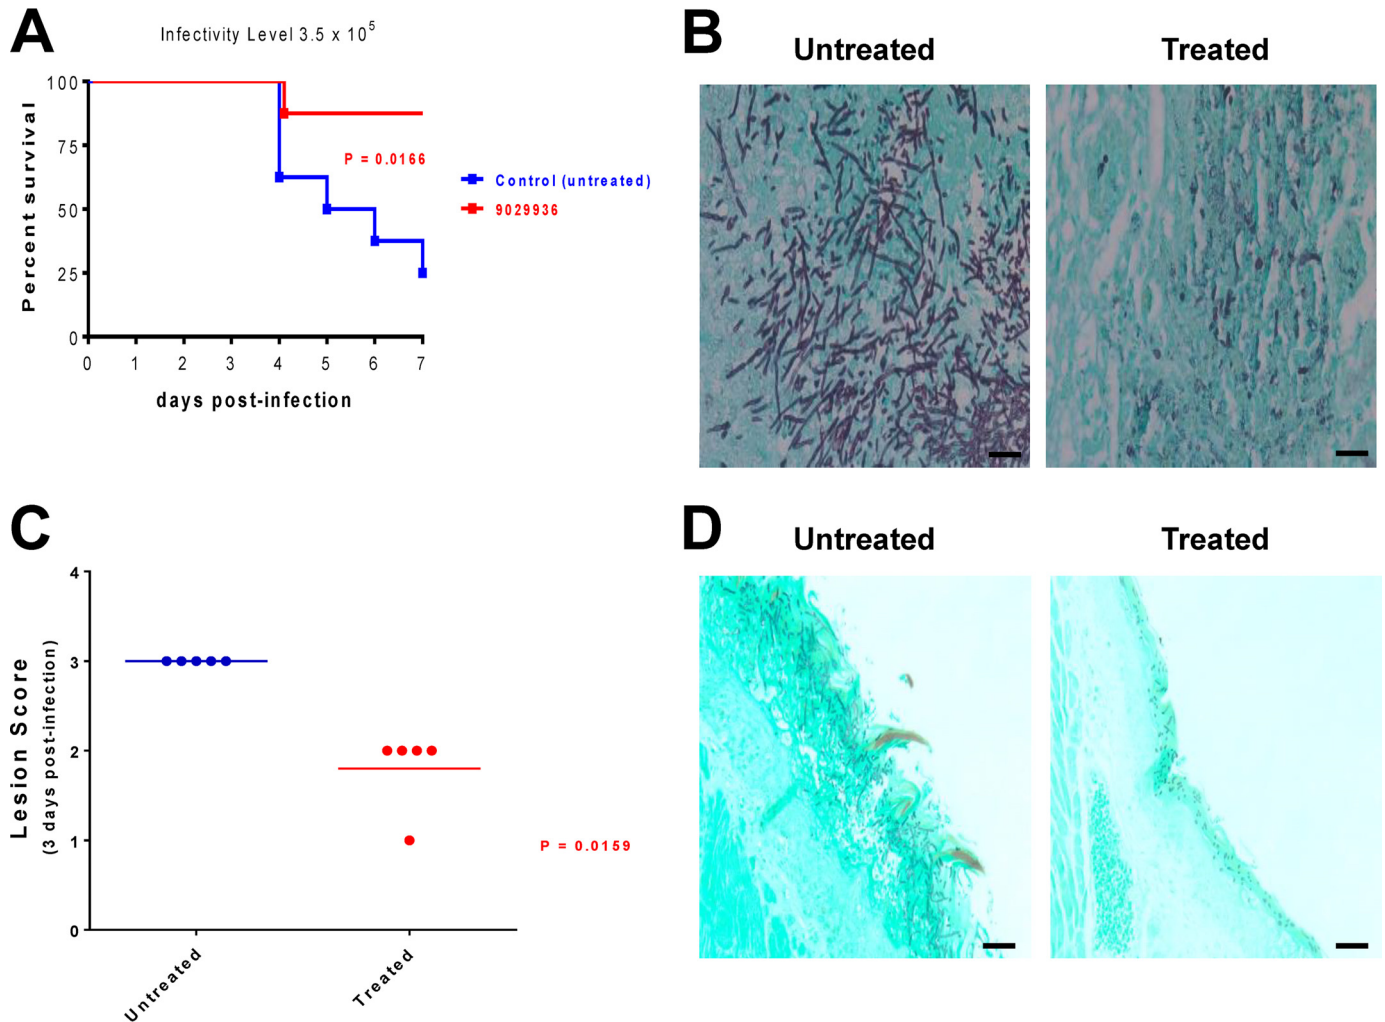 A
Infectivity Level 3.5 x 10^5
Percent survival
100
75
50
25
0
0 1 2 3 4 5 6 7
days post-infection
P = 0.0166
Control (untreated)
9029936
B
Untreated Treated
C
Lesion Score
(3 days post-infection)
4
3
2
1
0
Untreated Treated
P = 0.0159
D
Untreated Treated